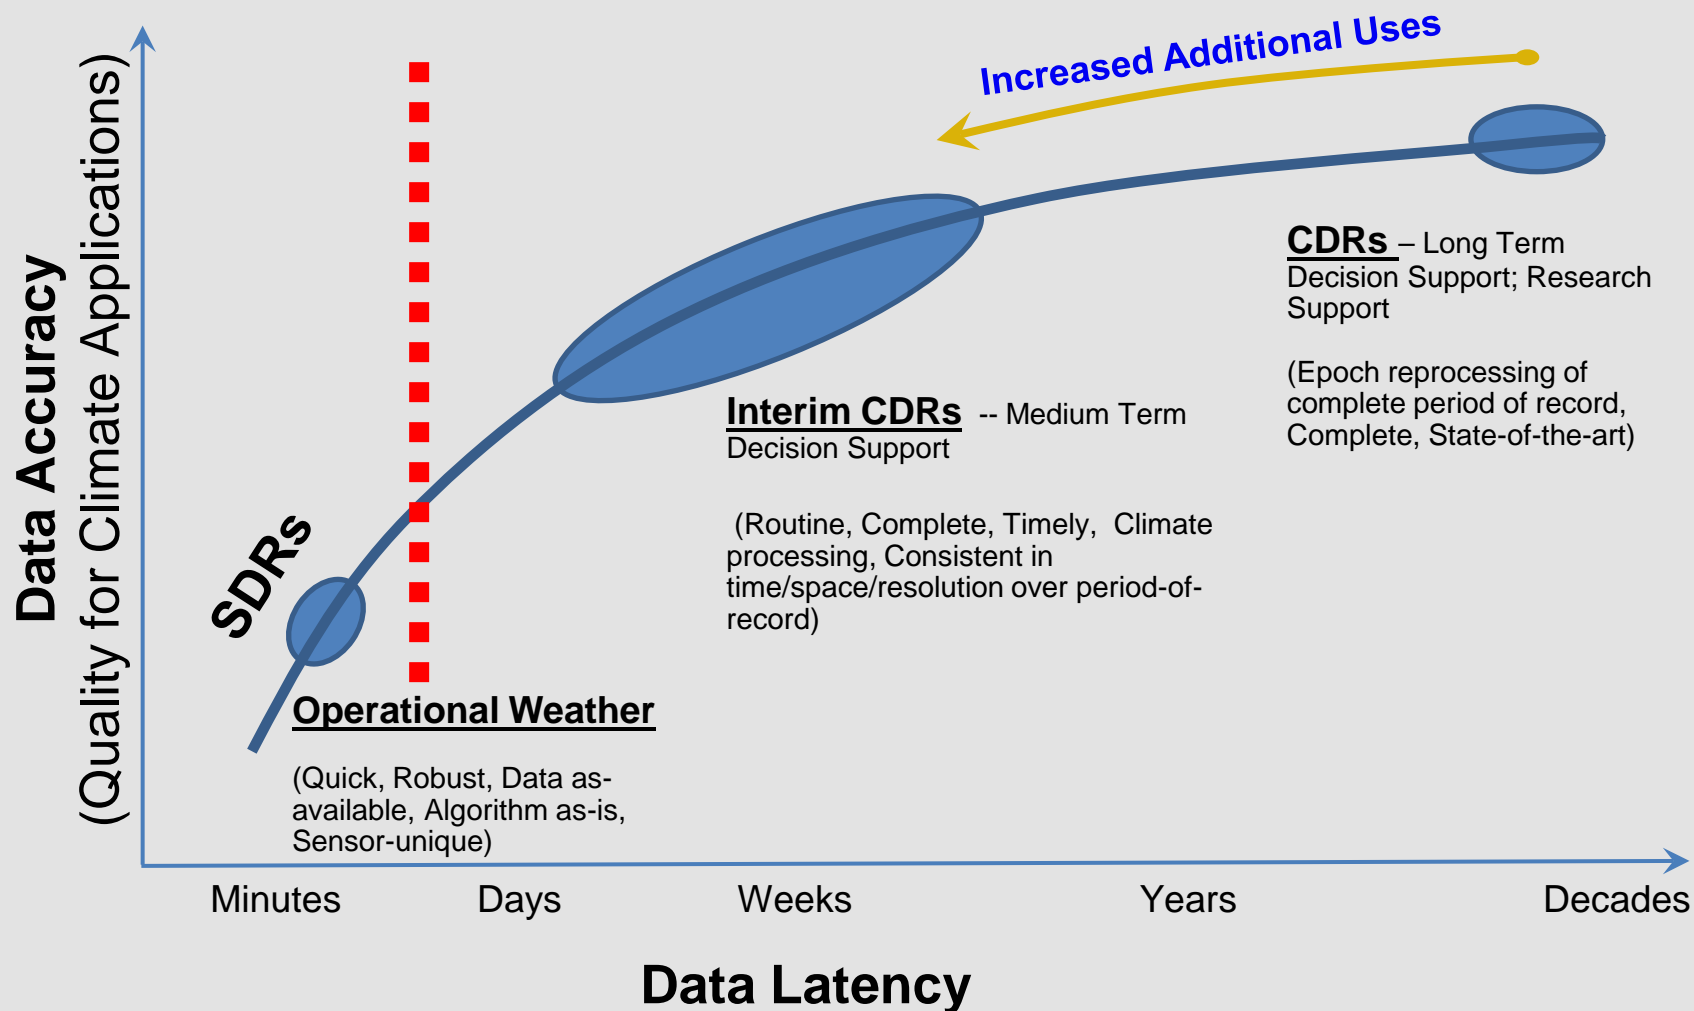 Increased Additional Uses
Data Accuracy
(Quality for Climate Applications)
SDRs
CDRs – Long Term
Decision Support; Research
Support
(Epoch reprocessing of
complete period of record,
Complete, State-of-the-art)
Interim CDRs -- Medium Term
Decision Support
(Routine, Complete, Timely, Climate
processing, Consistent in
time/space/resolution over period-of-
record)
Operational Weather
(Quick, Robust, Data as-
available, Algorithm as-is,
Sensor-unique)
Minutes Days Weeks Years Decades
Data Latency